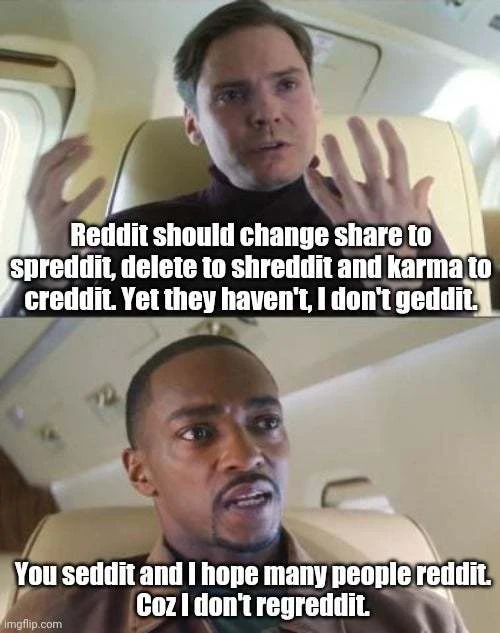 Reddit should change share to
spreddit, delete to shreddit and karma to
creddit. Yet they haven't, I don't geddit.
You seddit and I hope many people reddit.
Coz I don't regreddit.
imgflip.com